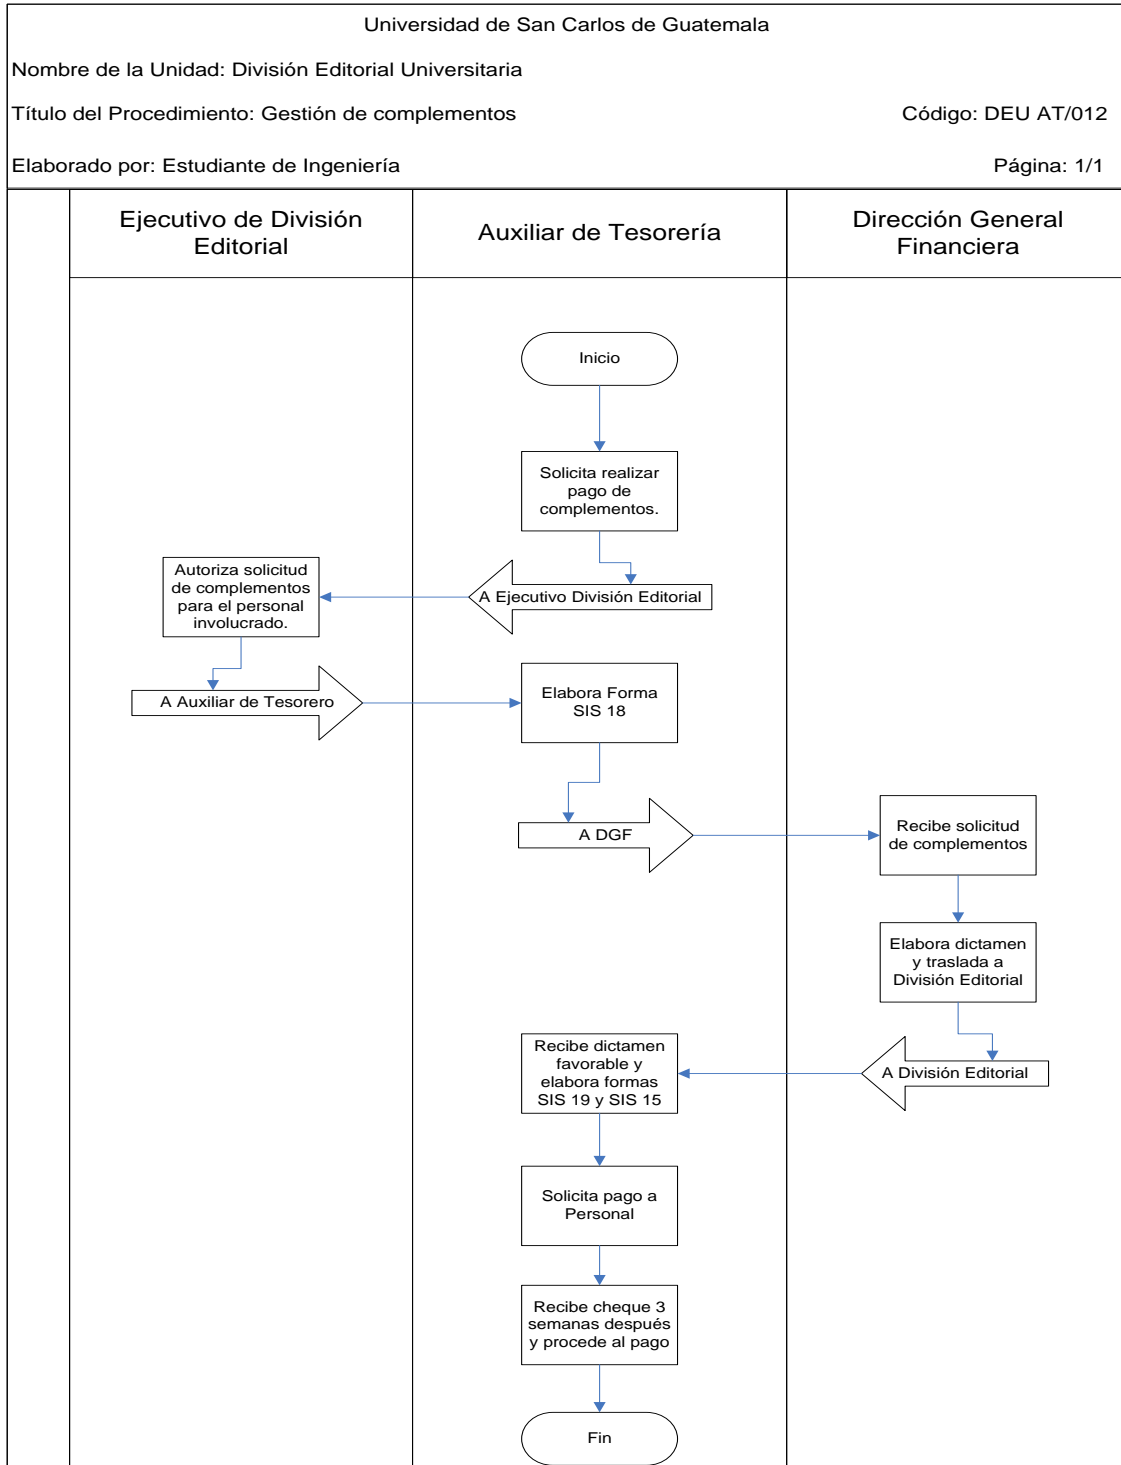 Universidad de San Carlos de Guatemala
Nombre de la Unidad: División Editorial Universitaria
Título del Procedimiento: Gestión de complementos
Código: DEU AT/012
Elaborado por: Estudiante de Ingeniería
Página: 1/1
Ejecutivo de División
Editorial
Auxiliar de Tesorería
Dirección General
Financiera
Inicio
Solicita realizar
pago de
complementos.
A Ejecutivo División Editorial
Autoriza solicitud
de complementos
para el personal
involucrado.
A Auxiliar de Tesorero
Elabora Forma
SIS 18
A DGF
Recibe solicitud
de complementos
Elabora dictamen
y traslada a
División Editorial
A División Editorial
Recibe dictamen
favorable y
elabora formas
SIS 19 y SIS 15
Solicita pago a
Personal
Recibe cheque 3
semanas después
y procede al pago
Fin